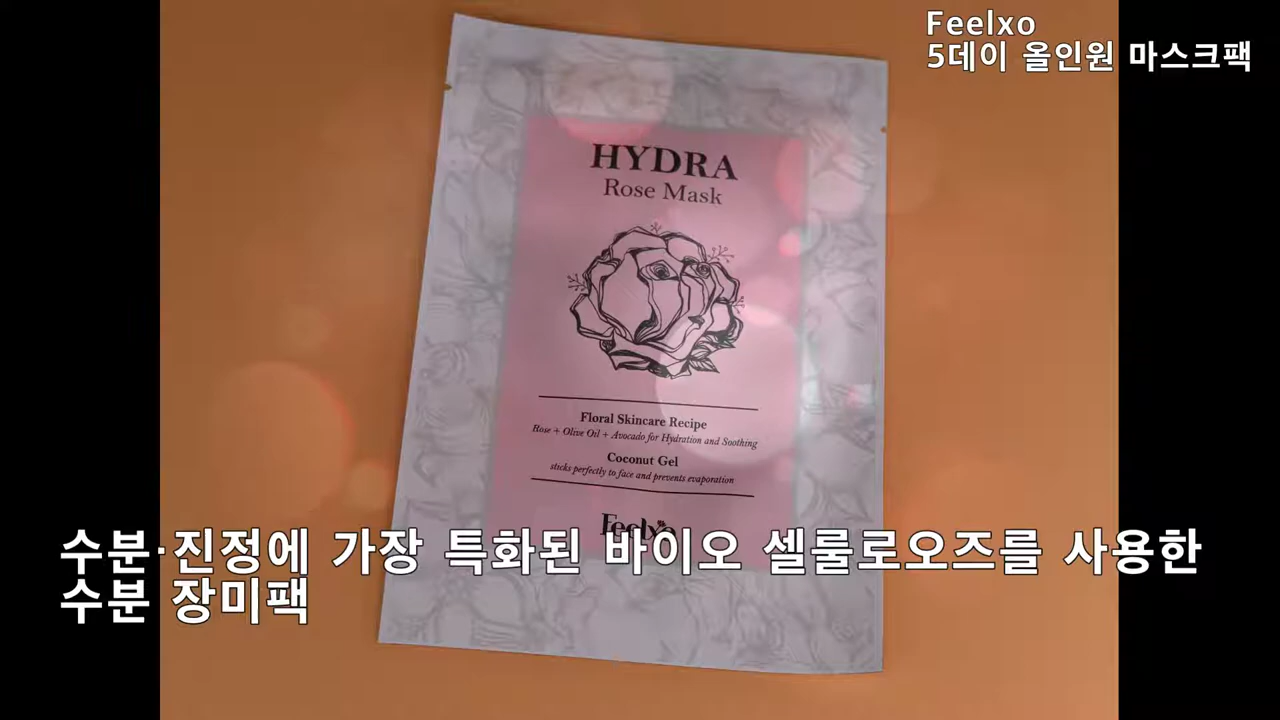 Feelxo
5데이 올인원 마스크팩
HYDRA
Rose Mask
Floral Skincare Recipe
Rose + Olive Oil + Avocado for Hydration and Soothing
Coconut Gel
sticks perfectly to face and prevents evaporation
Feelxo
수분·진정에 가장 특화된 바이오 셀룰로오즈를 사용한
수분 장미팩